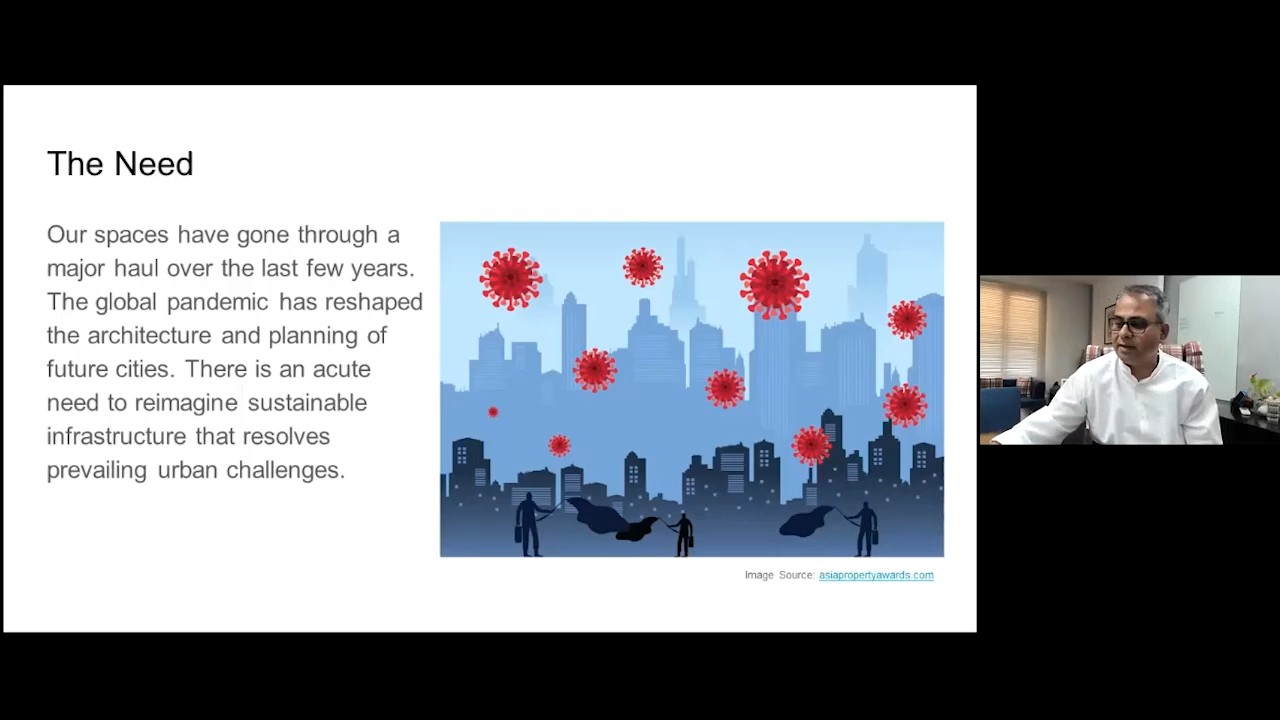 The Need
Our spaces have gone through a
major haul over the last few years.
The global pandemic has reshaped
the architecture and planning of
future cities. There is an acute
need to reimagine sustainable
infrastructure that resolves
prevailing urban challenges.
Image Source: asiapropertyawards.com